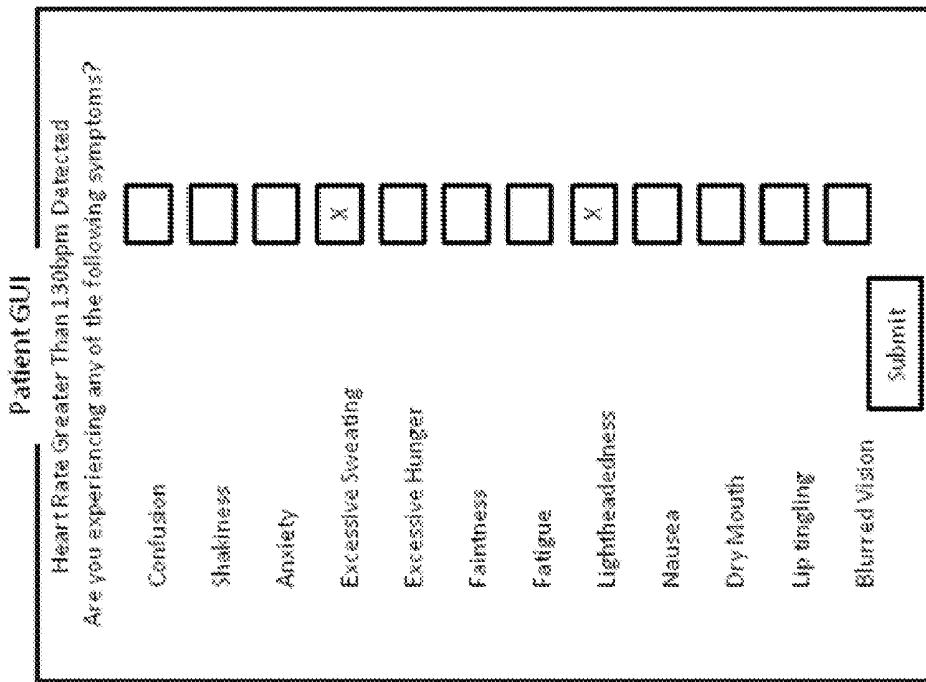 Patient GUI
Heart Rate Greater Than 130bpm Detected
Are you experiencing any of the following symptoms?
Confusion
Shakiness
Anxiety
Excessive Sweating X
Excessive Hunger
Faintness
Fatigue
Lightheadedness X
Nausea
Dry Mouth
Lip tingling
Blurred Vision
Submit